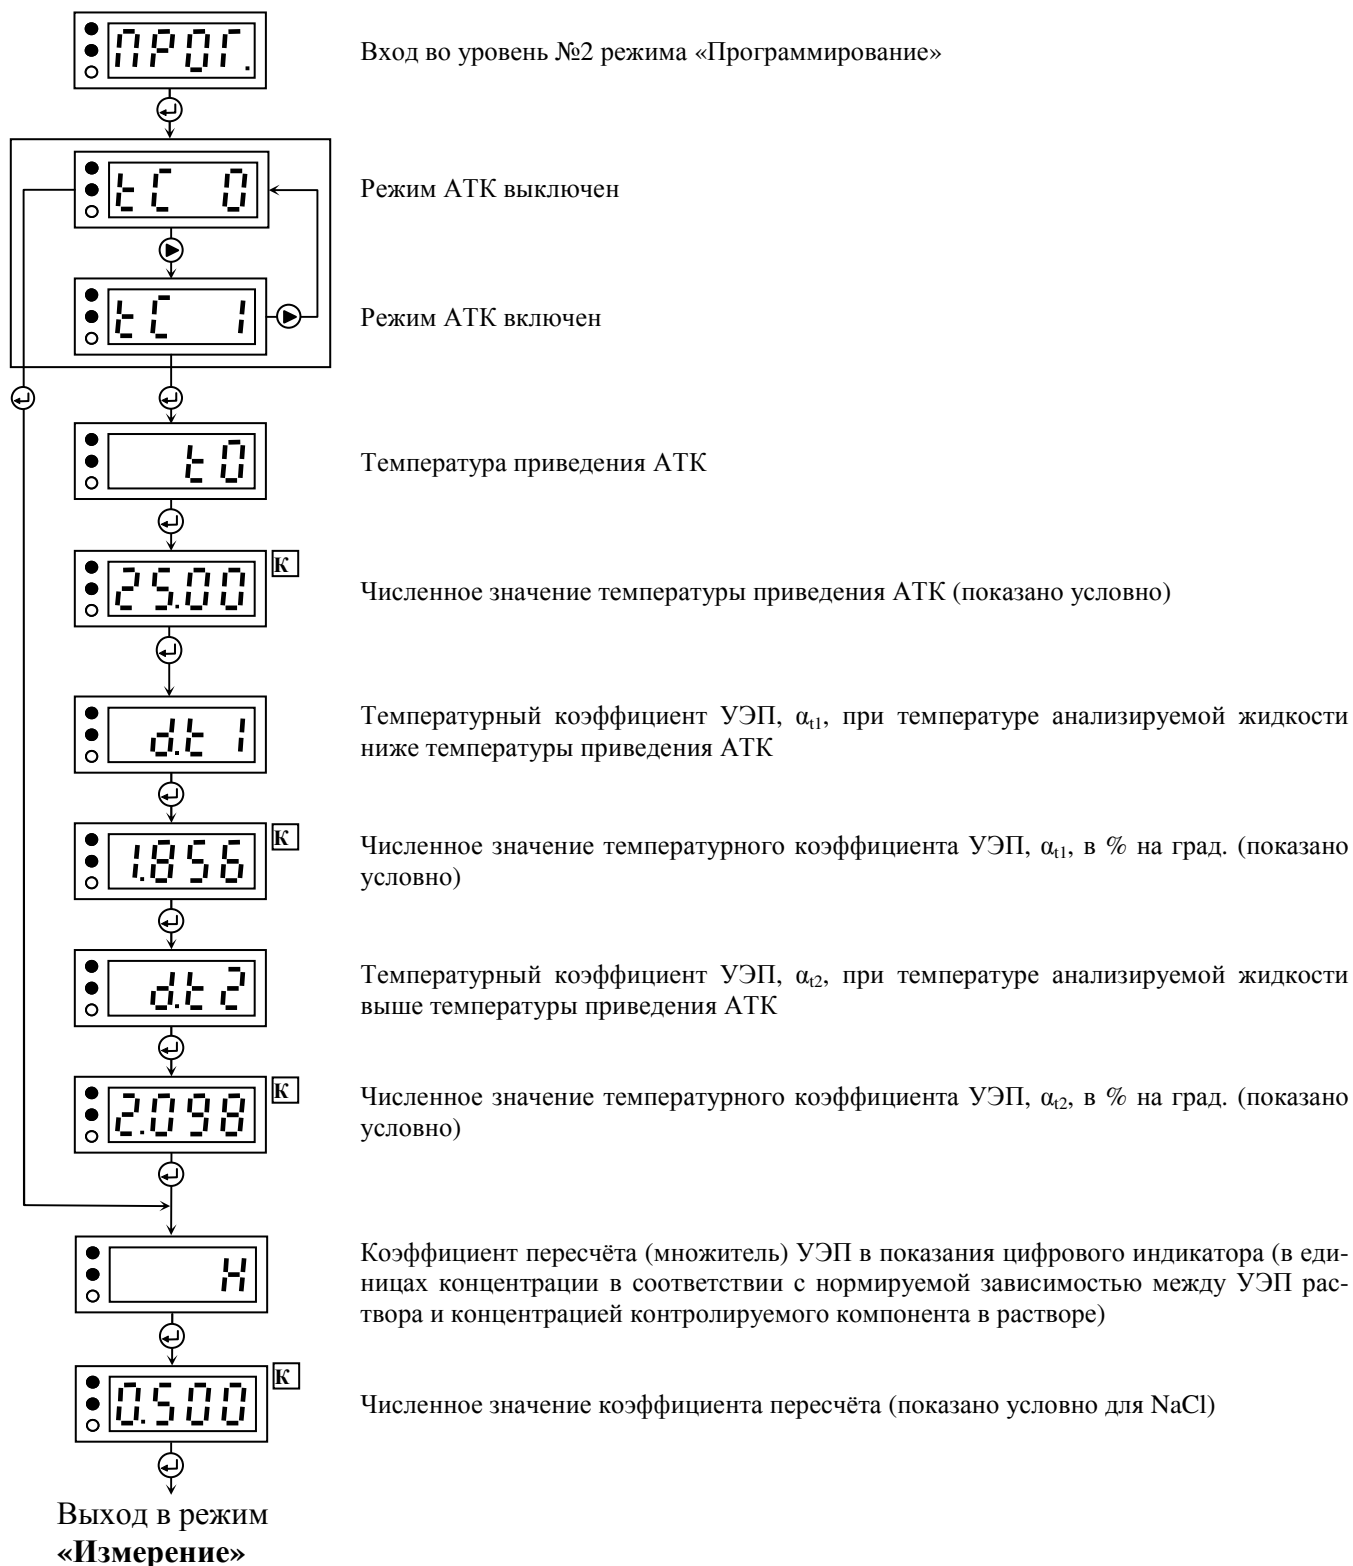 ПРОГ.
Вход во уровень №2 режима «Программирование»
tC 0
Режим АТК выключен
tC 1
Режим АТК включен
t0
Температура приведения АТК
25.00
К
Численное значение температуры приведения АТК (показано условно)
d.t 1
Температурный коэффициент УЭП, αt1, при температуре анализируемой жидкости
ниже температуры приведения АТК
1.856
К
Численное значение температурного коэффициента УЭП, αt1, в % на град. (показано
условно)
d.t 2
Температурный коэффициент УЭП, αt2, при температуре анализируемой жидкости
выше температуры приведения АТК
2.098
К
Численное значение температурного коэффициента УЭП, αt2, в % на град. (показано
условно)
н
Коэффициент пересчёта (множитель) УЭП в показания цифрового индикатора (в еди-
ницах концентрации в соответствии с нормируемой зависимостью между УЭП рас-
твора и концентрацией контролируемого компонента в растворе)
0.500
К
Численное значение коэффициента пересчёта (показано условно для NaCl)
Выход в режим
«Измерение»